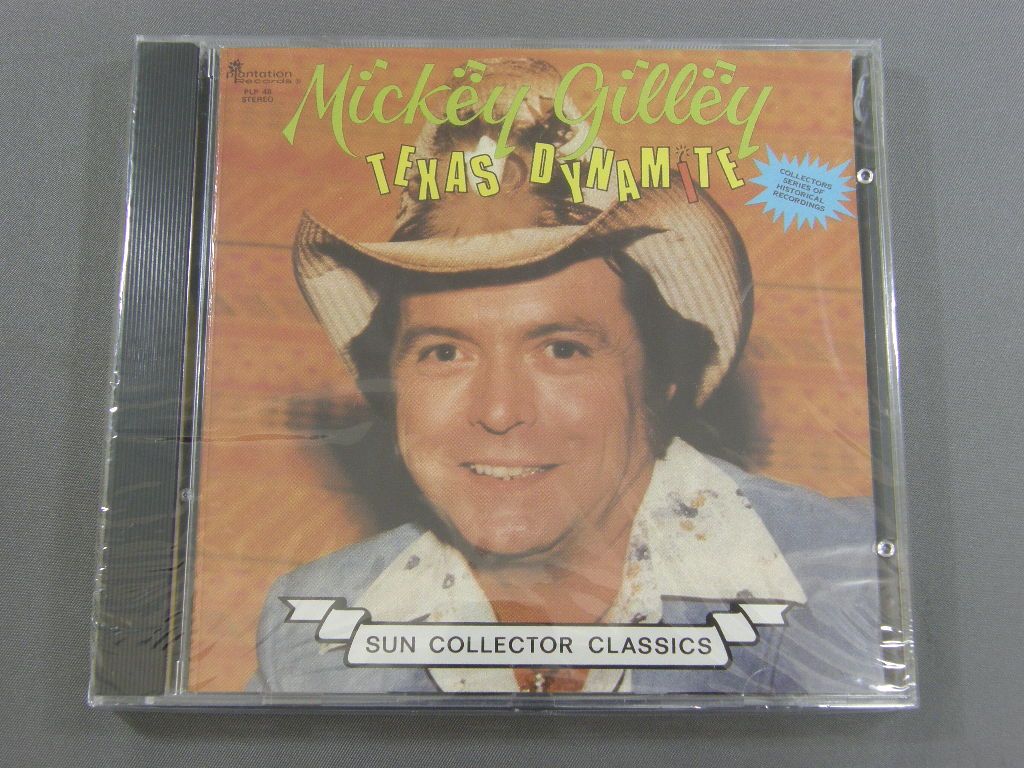 plantation
Records®
PLP 48
STEREO
Mickey Gilley
TEXAS DYNAMITE
COLLECTORS
SERIES OF
HISTORICAL
RECORDINGS
SUN COLLECTOR CLASSICS